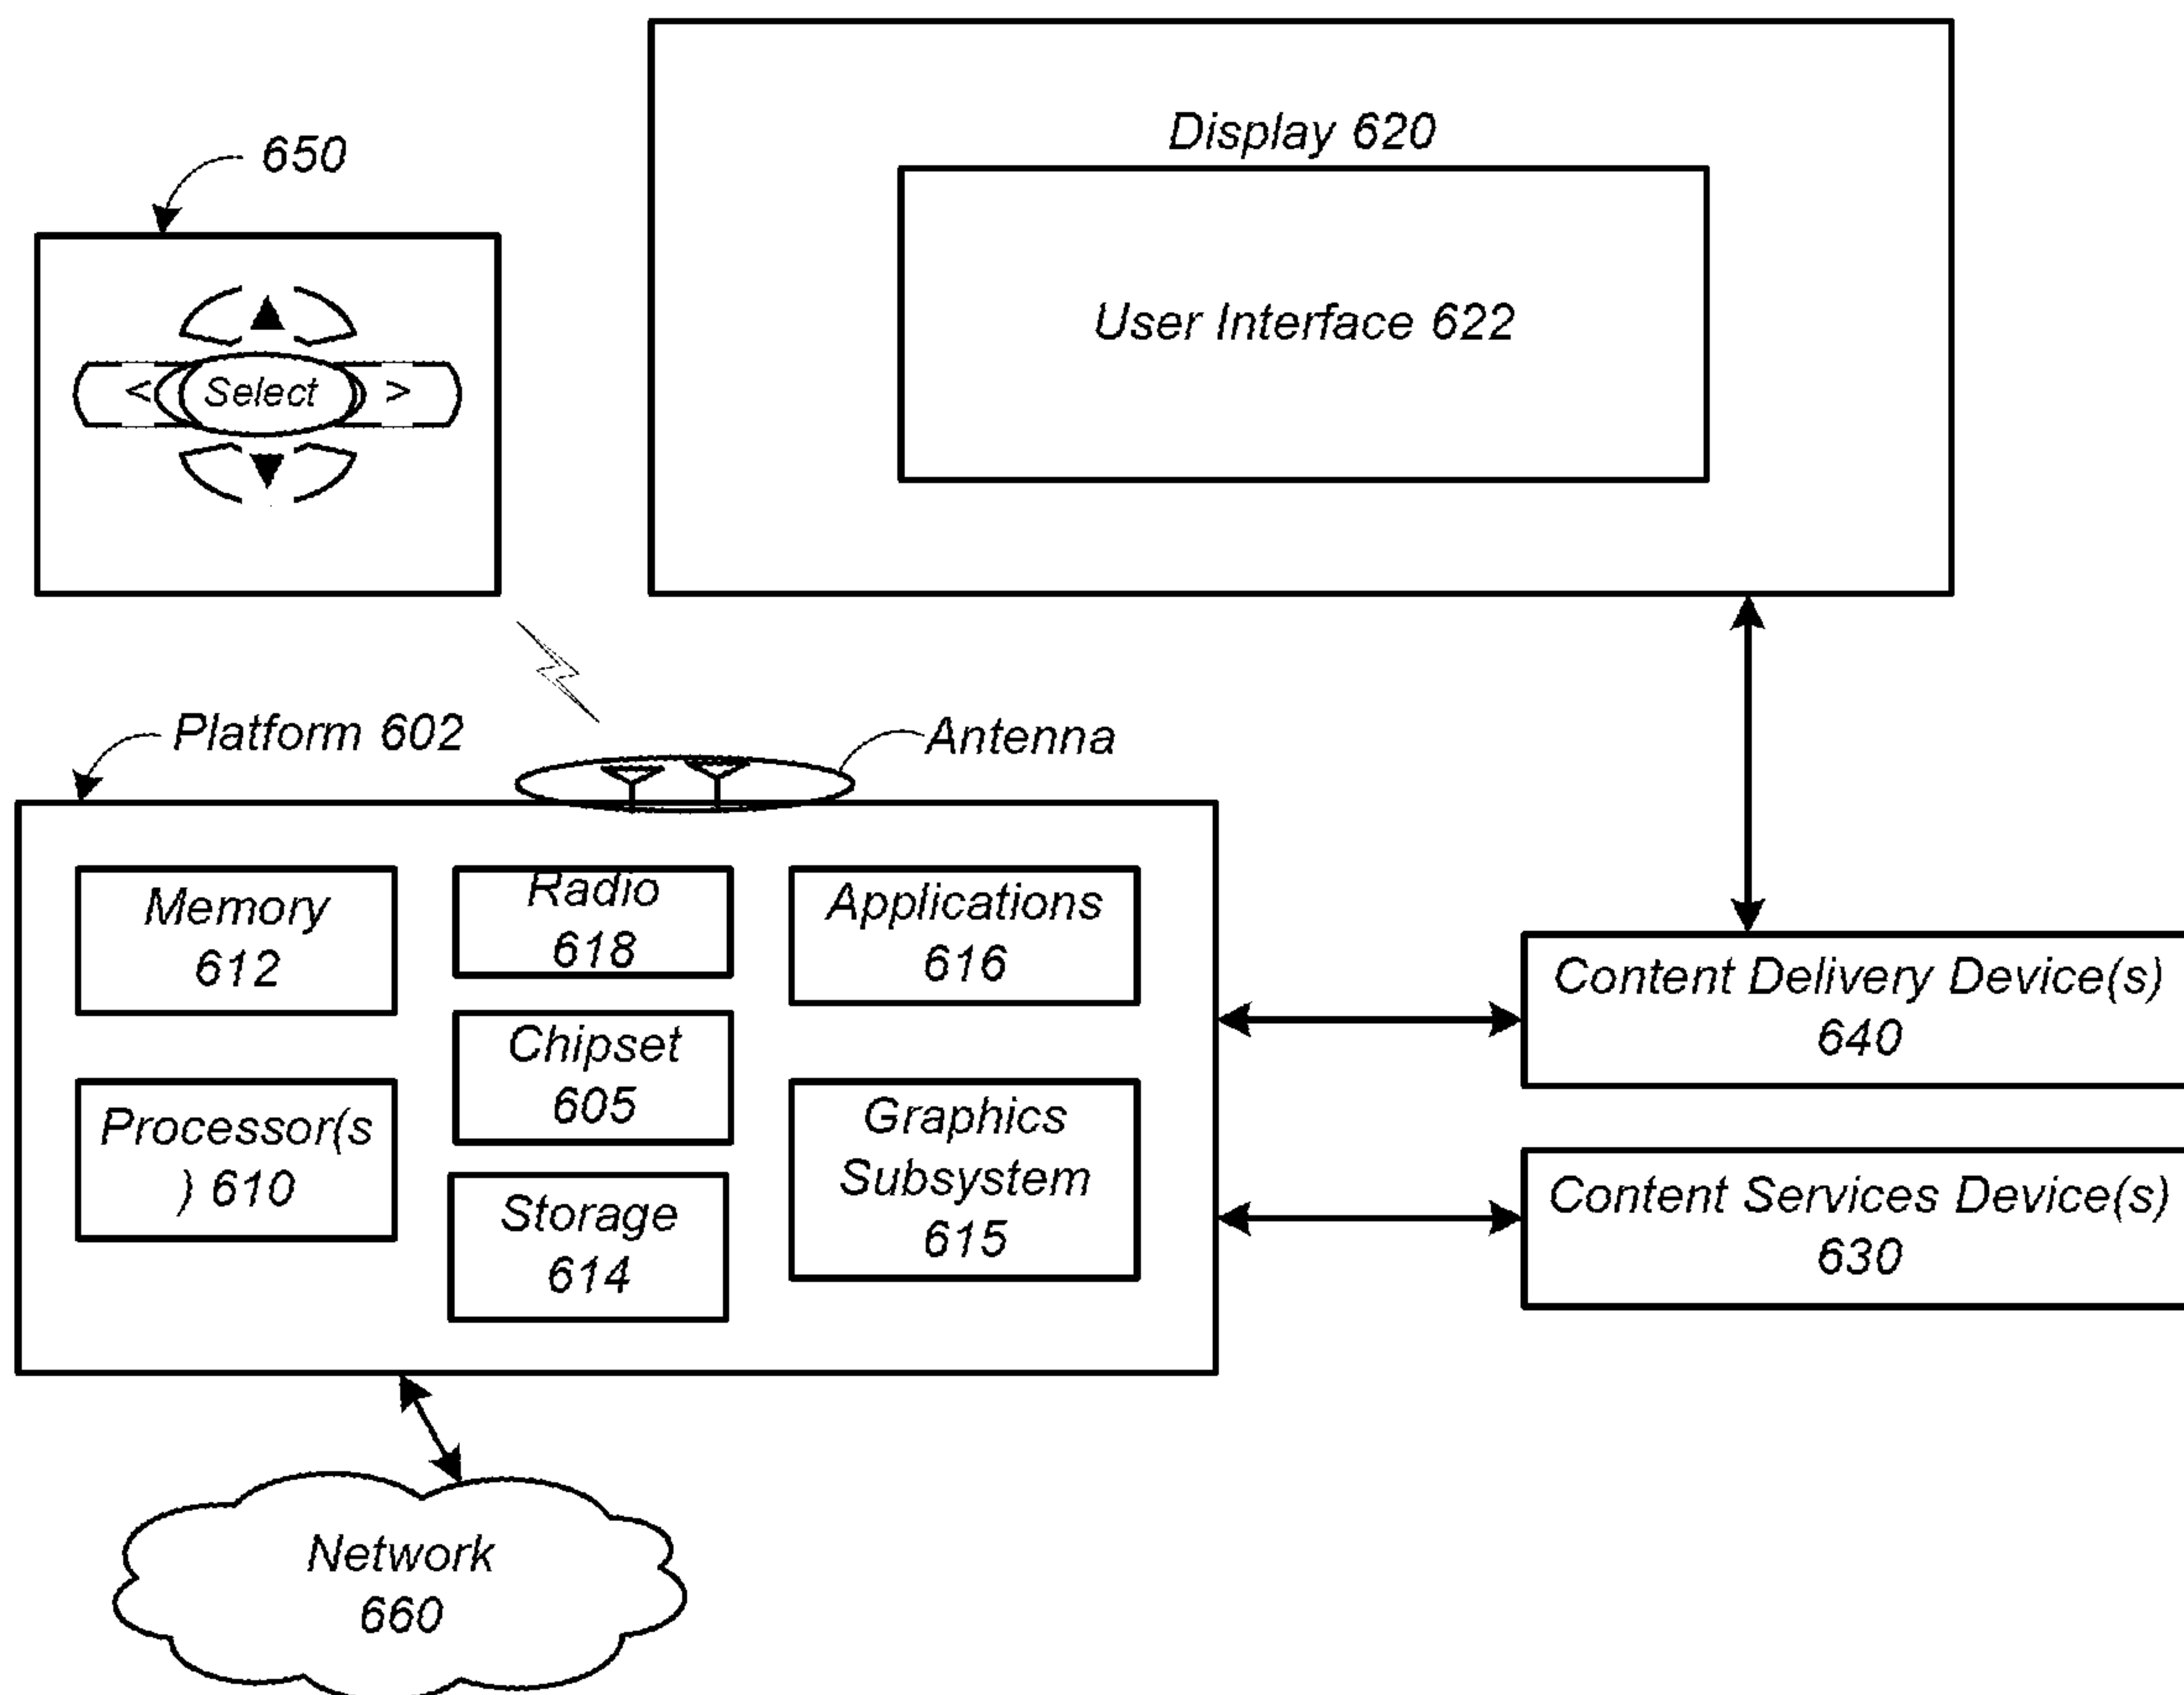 Display 620
650
User Interface 622
<
Select
>
Platform 602
Antenna
Memory
612
Radio
618
Applications
616
Chipset
605
Processor(s
) 610
Graphics
Subsystem
615
Storage
614
Content Delivery Device(s)
640
Content Services Device(s)
630
Network
660